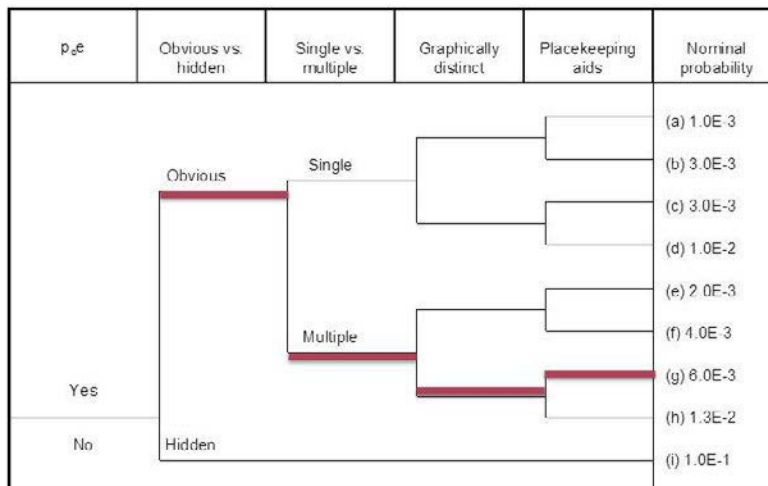 pce
Obvious vs.
hidden
Single vs.
multiple
Graphically
distinct
Placekeeping
aids
Nominal
probability
(a) 1.0E-3
Single
(b) 3.0E-3
Obvious
(c) 3.0E-3
(d) 1.0E-2
(e) 2.0E-3
Multiple
(f) 4.0E-3
(g) 6.0E-3
Yes
(h) 1.3E-2
No
Hidden
(i) 1.0E-1